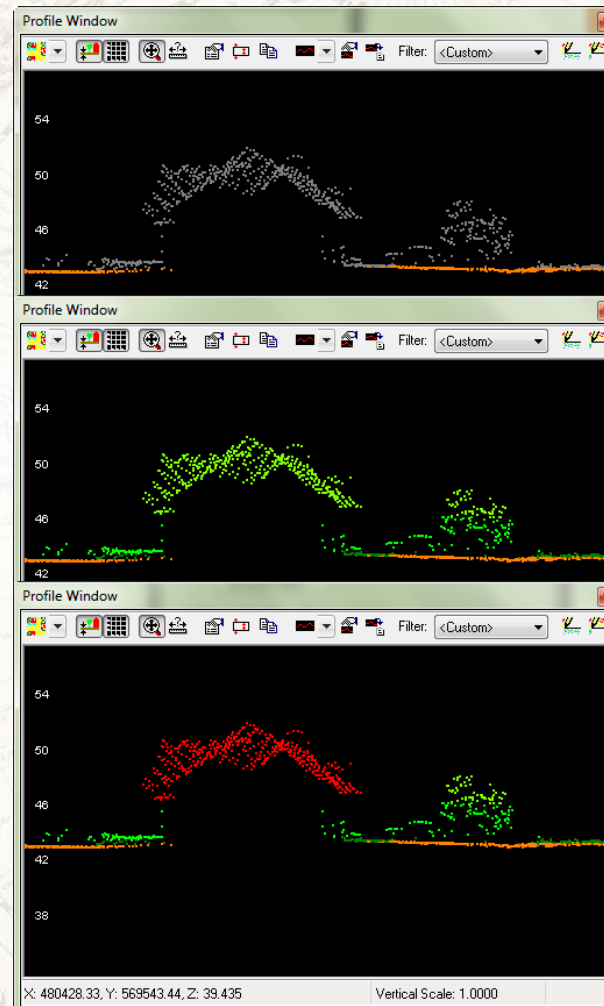 Profile Window
Filter: <Custom>
54
50
46
42
Profile Window
Filter: <Custom>
54
50
46
42
Profile Window
Filter: <Custom>
54
50
46
42
38
X: 480428.33, Y: 569543.44, Z: 39.435 Vertical Scale: 1.0000